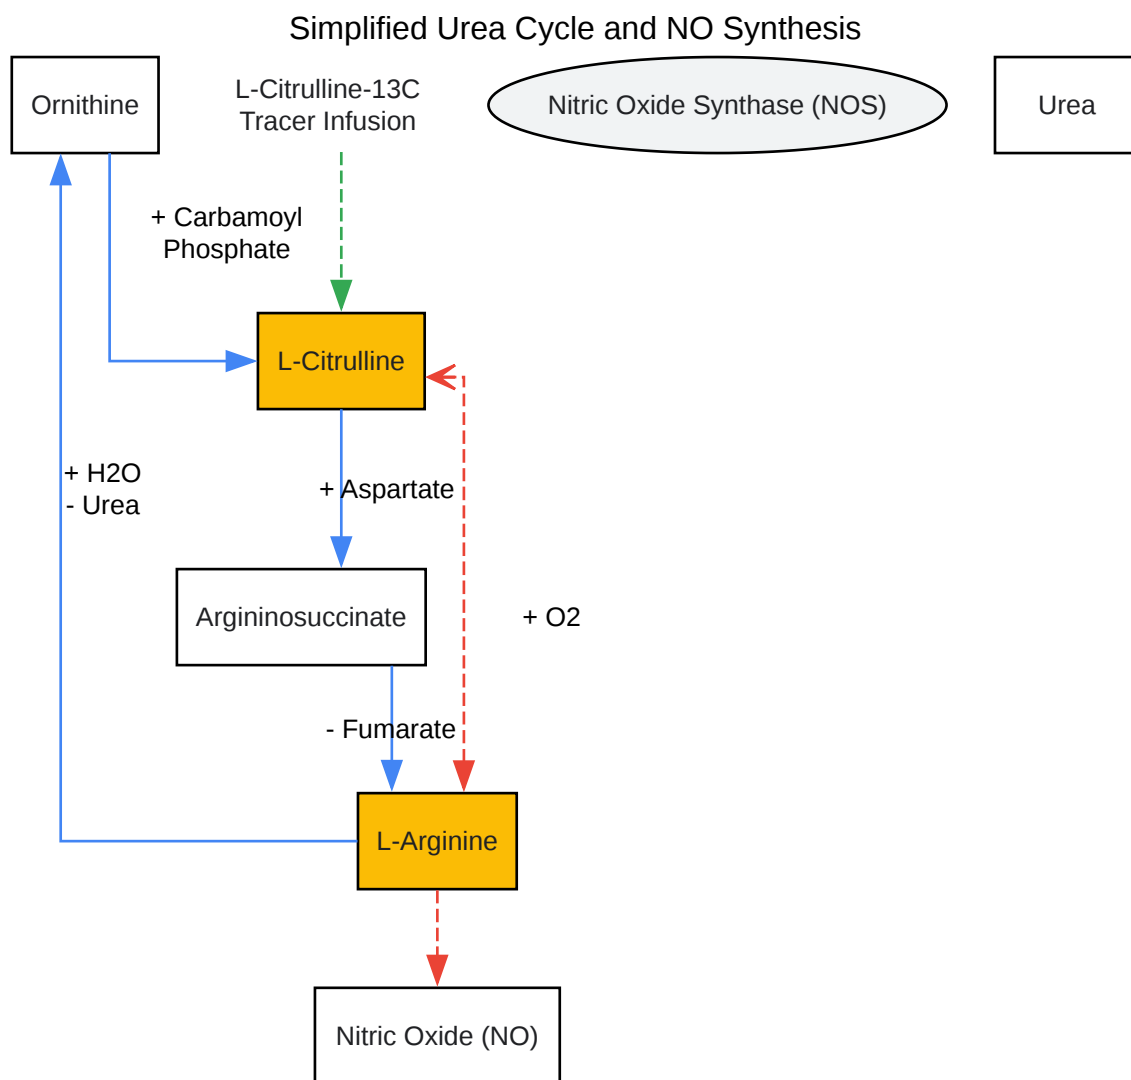 Simplified Urea Cycle and NO Synthesis
Ornithine
L-Citrulline-13C
Tracer Infusion
Nitric Oxide Synthase (NOS)
Urea
+ Carbamoyl
Phosphate
L-Citrulline
+ H2O
- Urea
+ Aspartate
Argininosuccinate
+ O2
- Fumarate
L-Arginine
Nitric Oxide (NO)